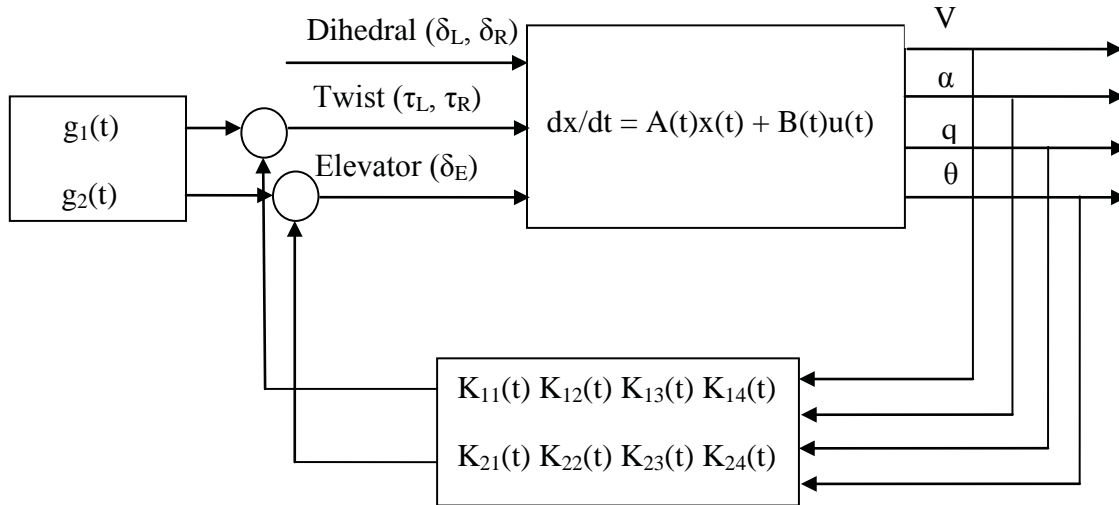 V
Dihedral (δL, δR)
α
g1(t)
Twist (τL, τR)
dx/dt = A(t)x(t) + B(t)u(t)
q
Elevator (δE)
θ
g2(t)
K11(t) K12(t) K13(t) K14(t)
K21(t) K22(t) K23(t) K24(t)